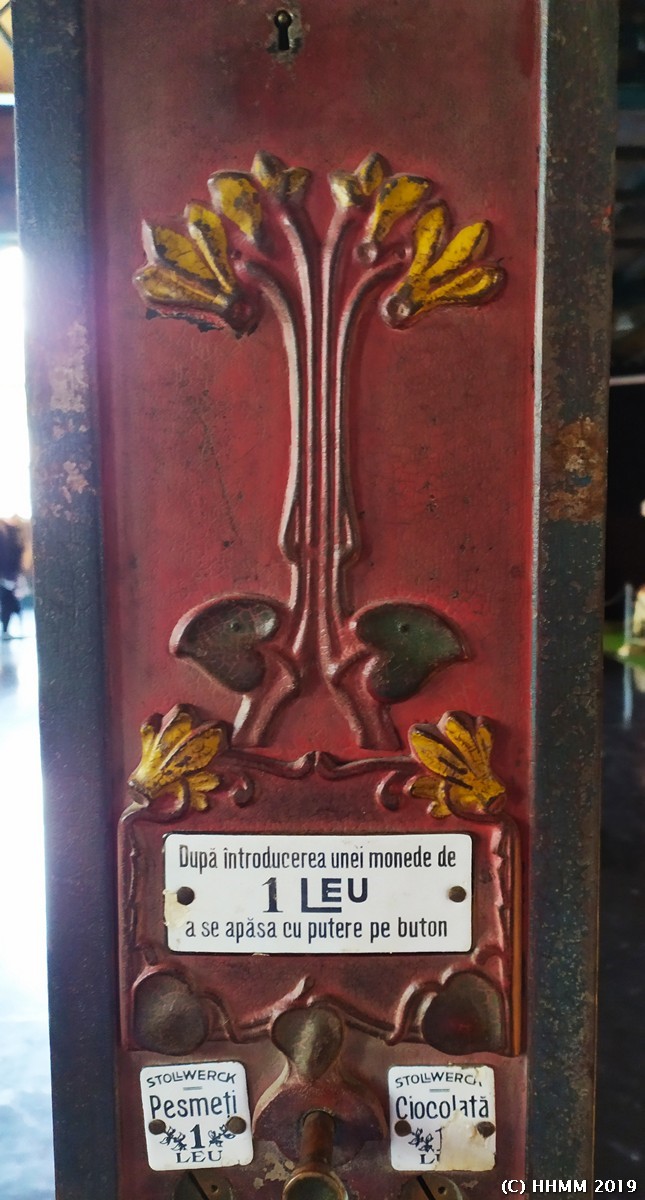 După introducerea unei monede de
1 LEU
a se apăsa cu putere pe buton
STOLLWERCK
Pesmeți
1
LEU
STOLLWERCK
Ciocolată
1
(C) HHMM 2019